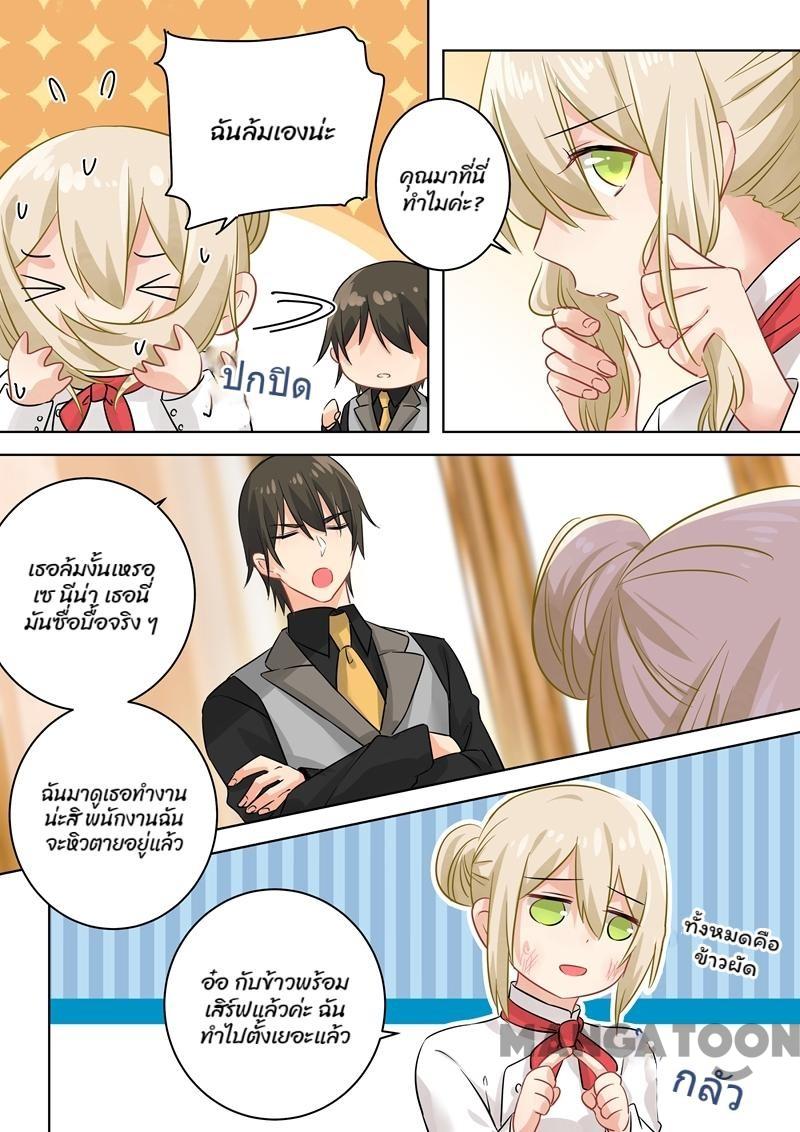 ฉันล้มเองน่ะ
ปกปิด
คุณมาที่นี่
ทำไมค่ะ?
เธอล้มงั้นเหรอ
เซ นีน่า เธอนี่
มันซื่อบื้อจริง ๆ
ฉันมาดูเธอทำงาน
น่ะสิ พนักงานฉัน
จะหิวตายอยู่แล้ว
อ๋อ กับข้าวพร้อม
เสิร์ฟแล้วค่ะ ฉัน
ทำไปตั้งเยอะแล้ว
ทั้งหมดคือ
ข้าวผัด
MANGATOON
กลัว